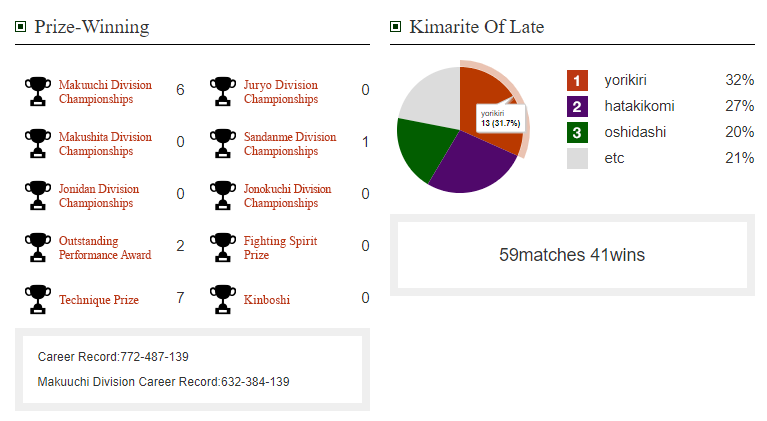 Prize-Winning
Makuuchi Division
Championships
6
Juryo Division
Championships
0
Makushita Division
Championships
0
Sandanme Division
Championships
1
Jonidan Division
Championships
0
Jonokuchi Division
Championships
0
Outstanding
Performance Award
2
Fighting Spirit
Prize
0
Technique Prize
7
Kinboshi
0
Career Record:772-487-139
Makuuchi Division Career Record:632-384-139
Kimarite Of Late
yorikiri
13 (31.7%)
1 yorikiri 32%
2 hatakikomi 27%
3 oshidashi 20%
etc 21%
59matches 41wins